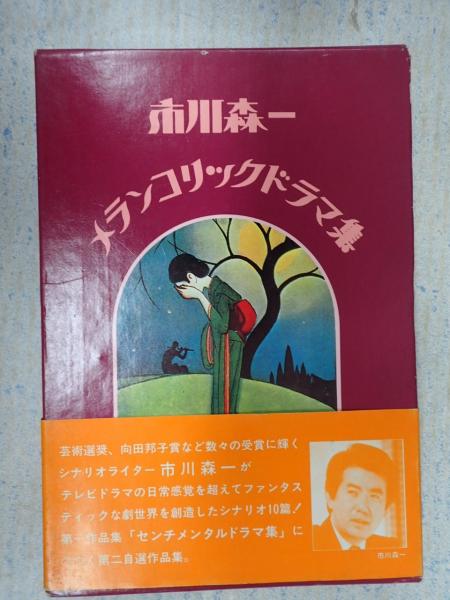 市川森一
メランコリックドラマ集
芸術選奨、向田邦子賞など数々の受賞に輝く
シナリオライター市川森一が
テレビドラマの日常感覚を超えてファンタス
ティックな劇世界を創造したシナリオ10篇!
第一作品集「センチメンタルドラマ集」に
第二自選作品集。
市川森一